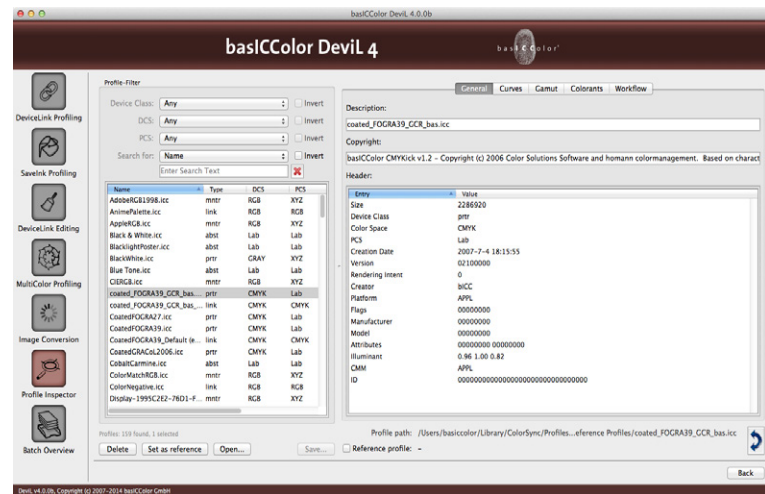 basICColor DeviL 4.0.0b
basICColor DeviL 4
basICColor
DeviceLink Profiling
SaveInk Profiling
DeviceLink Editing
MultiColor Profiling
Image Conversion
Profile Inspector
Batch Overview
Profile-Filter
Device Class: Any Invert
DCS: Any Invert
PCS: Any
Search for: Name Invert
Enter Search Text
Name Type DCS PCS
AdobeRGB1998.icc mntr RGB XYZ
AnimePalette.icc link RGB RGB
AppleRGB.icc mntr RGB XYZ
Black & White.icc abst Lab Lab
BlacklightPoster.icc abst Lab Lab
BlackWhite.icc prtr GRAY XYZ
Blue Tone.icc abst Lab Lab
CIERGB.icc mntr RGB XYZ
coated_FOGRA39_GCR_bas... prtr CMYK Lab
coated_FOGRA39_GCR_bas_... link CMYK CMYK
CoatedFOGRA27.icc prtr CMYK Lab
CoatedFOGRA39.icc prtr CMYK Lab
CoatedFOGRA39_Default (e... link CMYK CMYK
CoatedGRACoL2006.icc prtr CMYK Lab
CobaltCarmine.icc abst Lab Lab
ColorMatchRGB.icc mntr RGB XYZ
ColorNegative.icc link RGB RGB
Display-1995C2E2-76D1-F... mntr RGB XYZ
Profiles: 159 found, 1 selected
Delete Set as reference Open... Save...
General Curves Gamut Colorants Workflow
Description:
coated_FOGRA39_GCR_bas.icc
Copyright:
basICColor CMYKick v1.2 - Copyright (c) 2006 Color Solutions Software and homann colormanagement. Based on charact
Header:
Entry Value
Size 2286920
Device Class prtr
Color Space CMYK
PCS Lab
Creation Date 2007-7-4 18:15:55
Version 02100000
Rendering Intent 0
Creator bICC
Platform APPL
Flags 00000000
Manufacturer 00000000
Model 00000000
Attributes 00000000 00000000
Illuminant 0.96 1.00 0.82
CMM APPL
ID 00000000000000000000000000000000
Profile path: /Users/basiccolor/Library/ColorSync/Profiles...eference Profiles/coated_FOGRA39_GCR_bas.icc
Reference profile: -
Back
DeviL v4.0.0b, Copyright (c) 2007-2014 basICColor GmbH